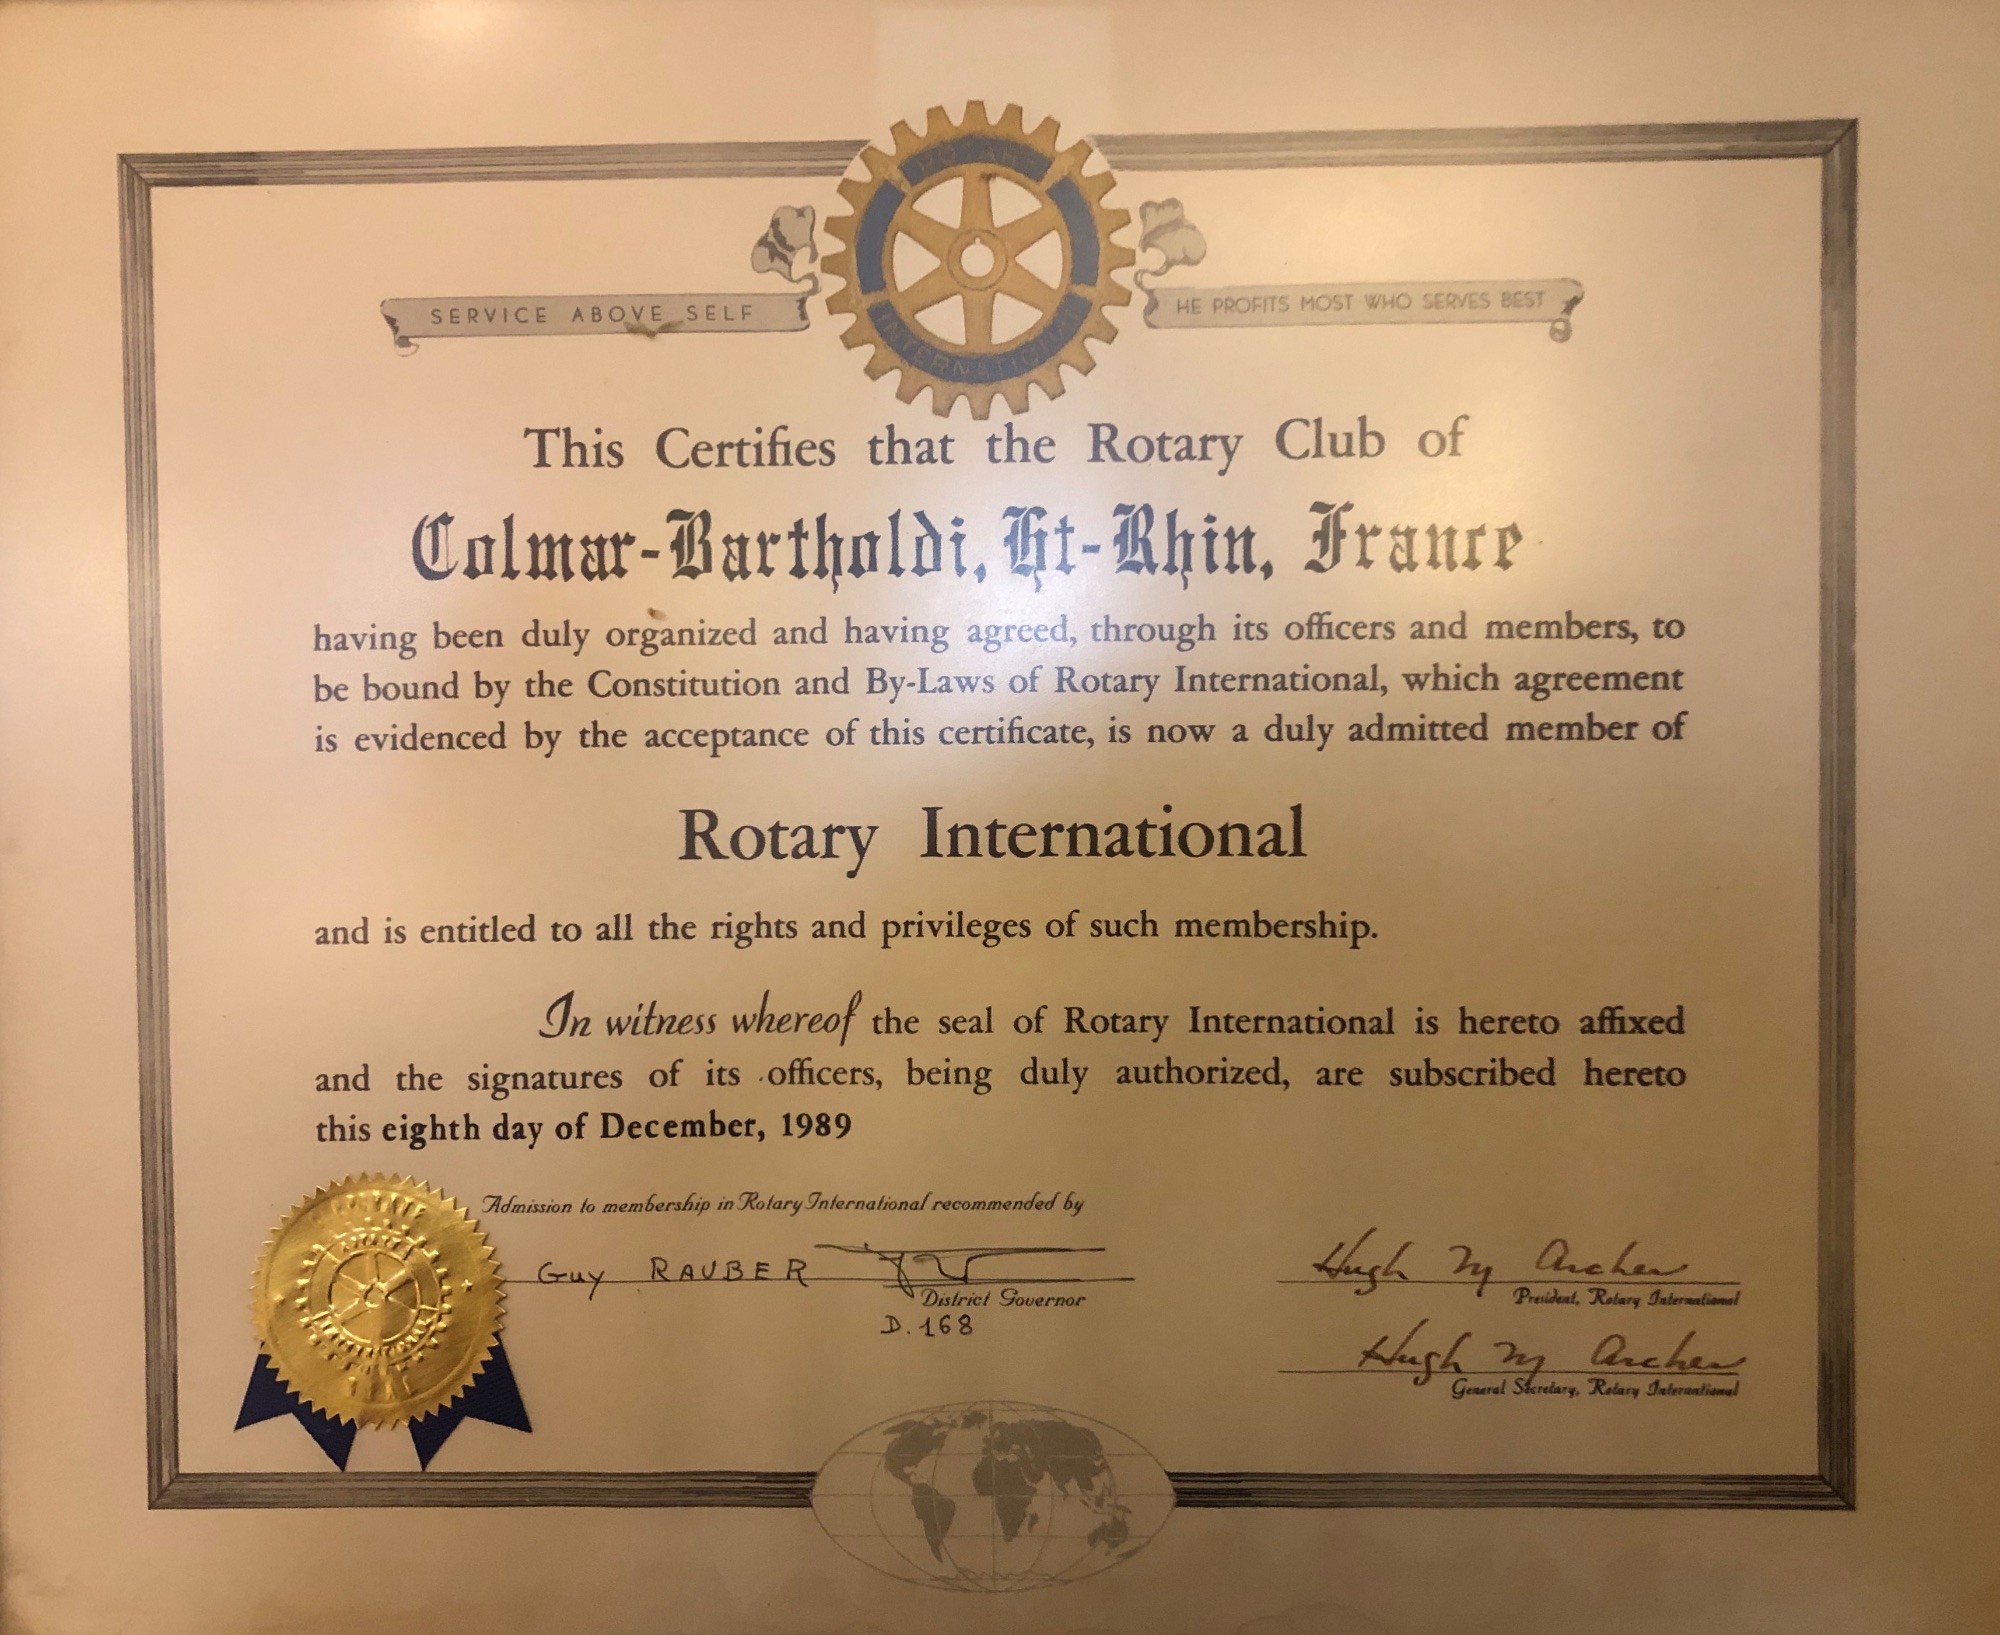 ROTARY
INTERNATIONAL
SERVICE ABOVE SELF
HE PROFITS MOST WHO SERVES BEST
This Certifies that the Rotary Club of
Colmar-Bartholdi, Ht-Rhin, France
having been duly organized and having agreed, through its officers and members, to
be bound by the Constitution and By-Laws of Rotary International, which agreement
is evidenced by the acceptance of this certificate, is now a duly admitted member of
Rotary International
and is entitled to all the rights and privileges of such membership.
In witness whereof the seal of Rotary International is hereto affixed
and the signatures of its officers, being duly authorized, are subscribed hereto
this eighth day of December, 1989
Admission to membership in Rotary International recommended by
Guy RAUBER
District Governor
D. 168
Hugh M Archer
President, Rotary International
Hugh M Archer
General Secretary, Rotary International